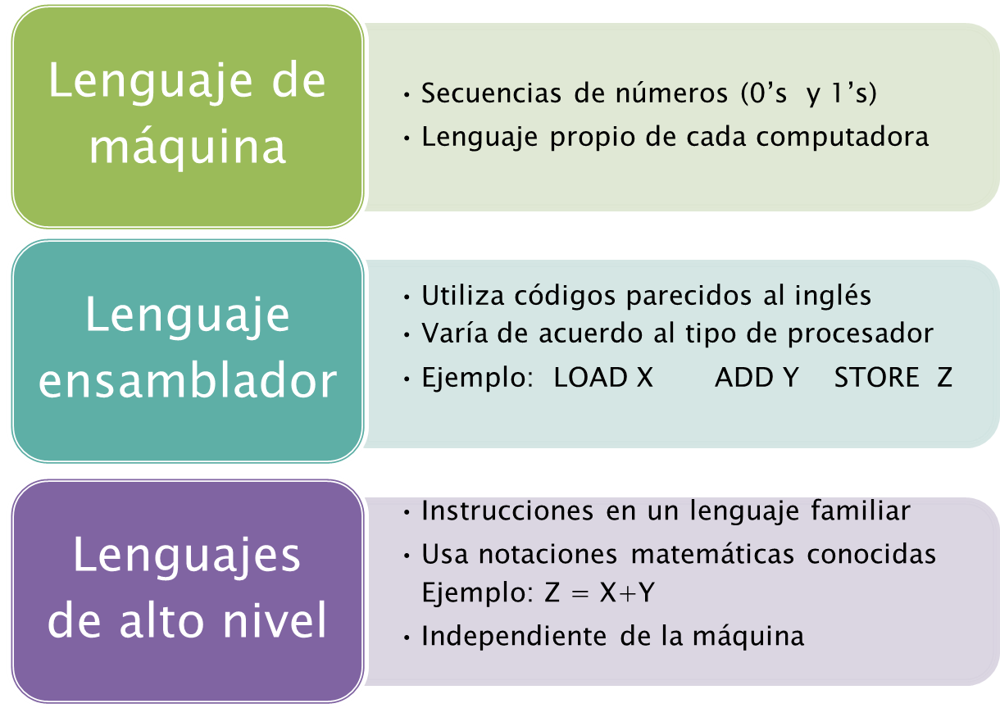 Lenguaje de
máquina
• Secuencias de números (0’s y 1’s)
• Lenguaje propio de cada computadora
Lenguaje
ensamblador
• Utiliza códigos parecidos al inglés
• Varía de acuerdo al tipo de procesador
• Ejemplo: LOAD X ADD Y STORE Z
Lenguajes
de alto nivel
• Instrucciones en un lenguaje familiar
• Usa notaciones matemáticas conocidas
Ejemplo: Z = X+Y
• Independiente de la máquina